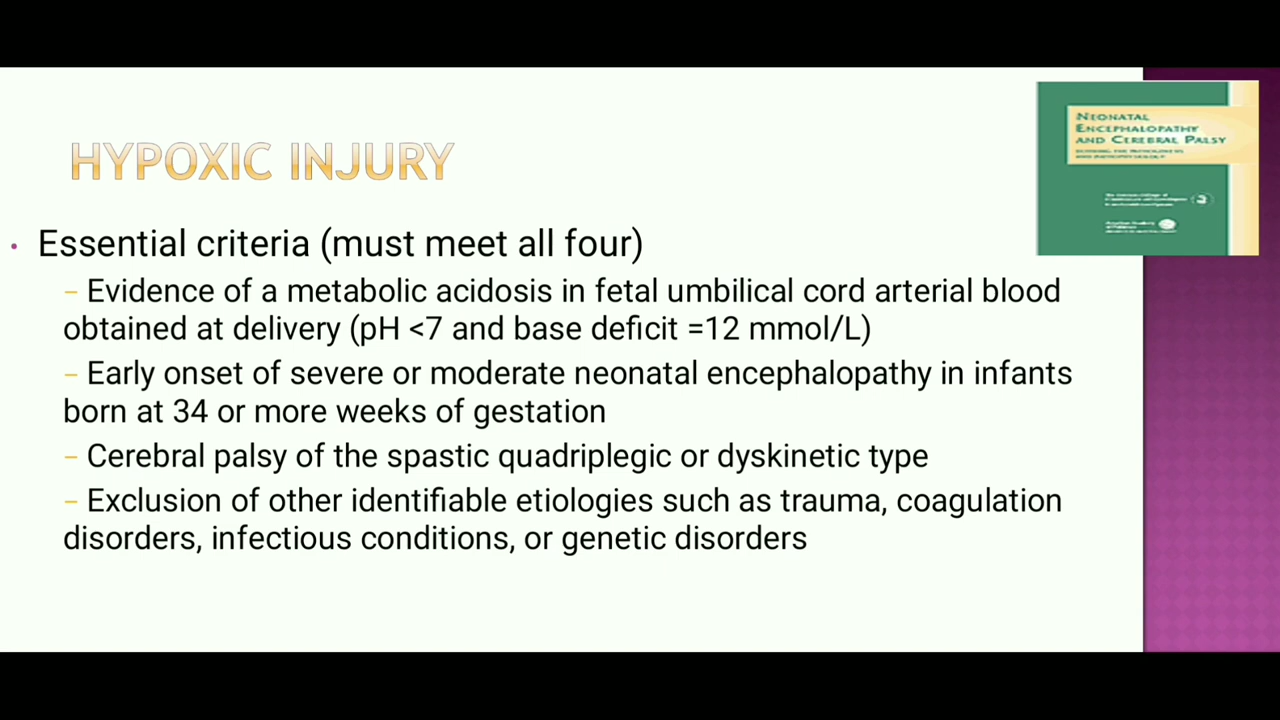 NEONATAL
ENCEPHALOPATHY
AND CEREBRAL PALSY
HYPOXIC INJURY
• Essential criteria (must meet all four)
– Evidence of a metabolic acidosis in fetal umbilical cord arterial blood
obtained at delivery (pH <7 and base deficit =12 mmol/L)
– Early onset of severe or moderate neonatal encephalopathy in infants
born at 34 or more weeks of gestation
– Cerebral palsy of the spastic quadriplegic or dyskinetic type
– Exclusion of other identifiable etiologies such as trauma, coagulation
disorders, infectious conditions, or genetic disorders